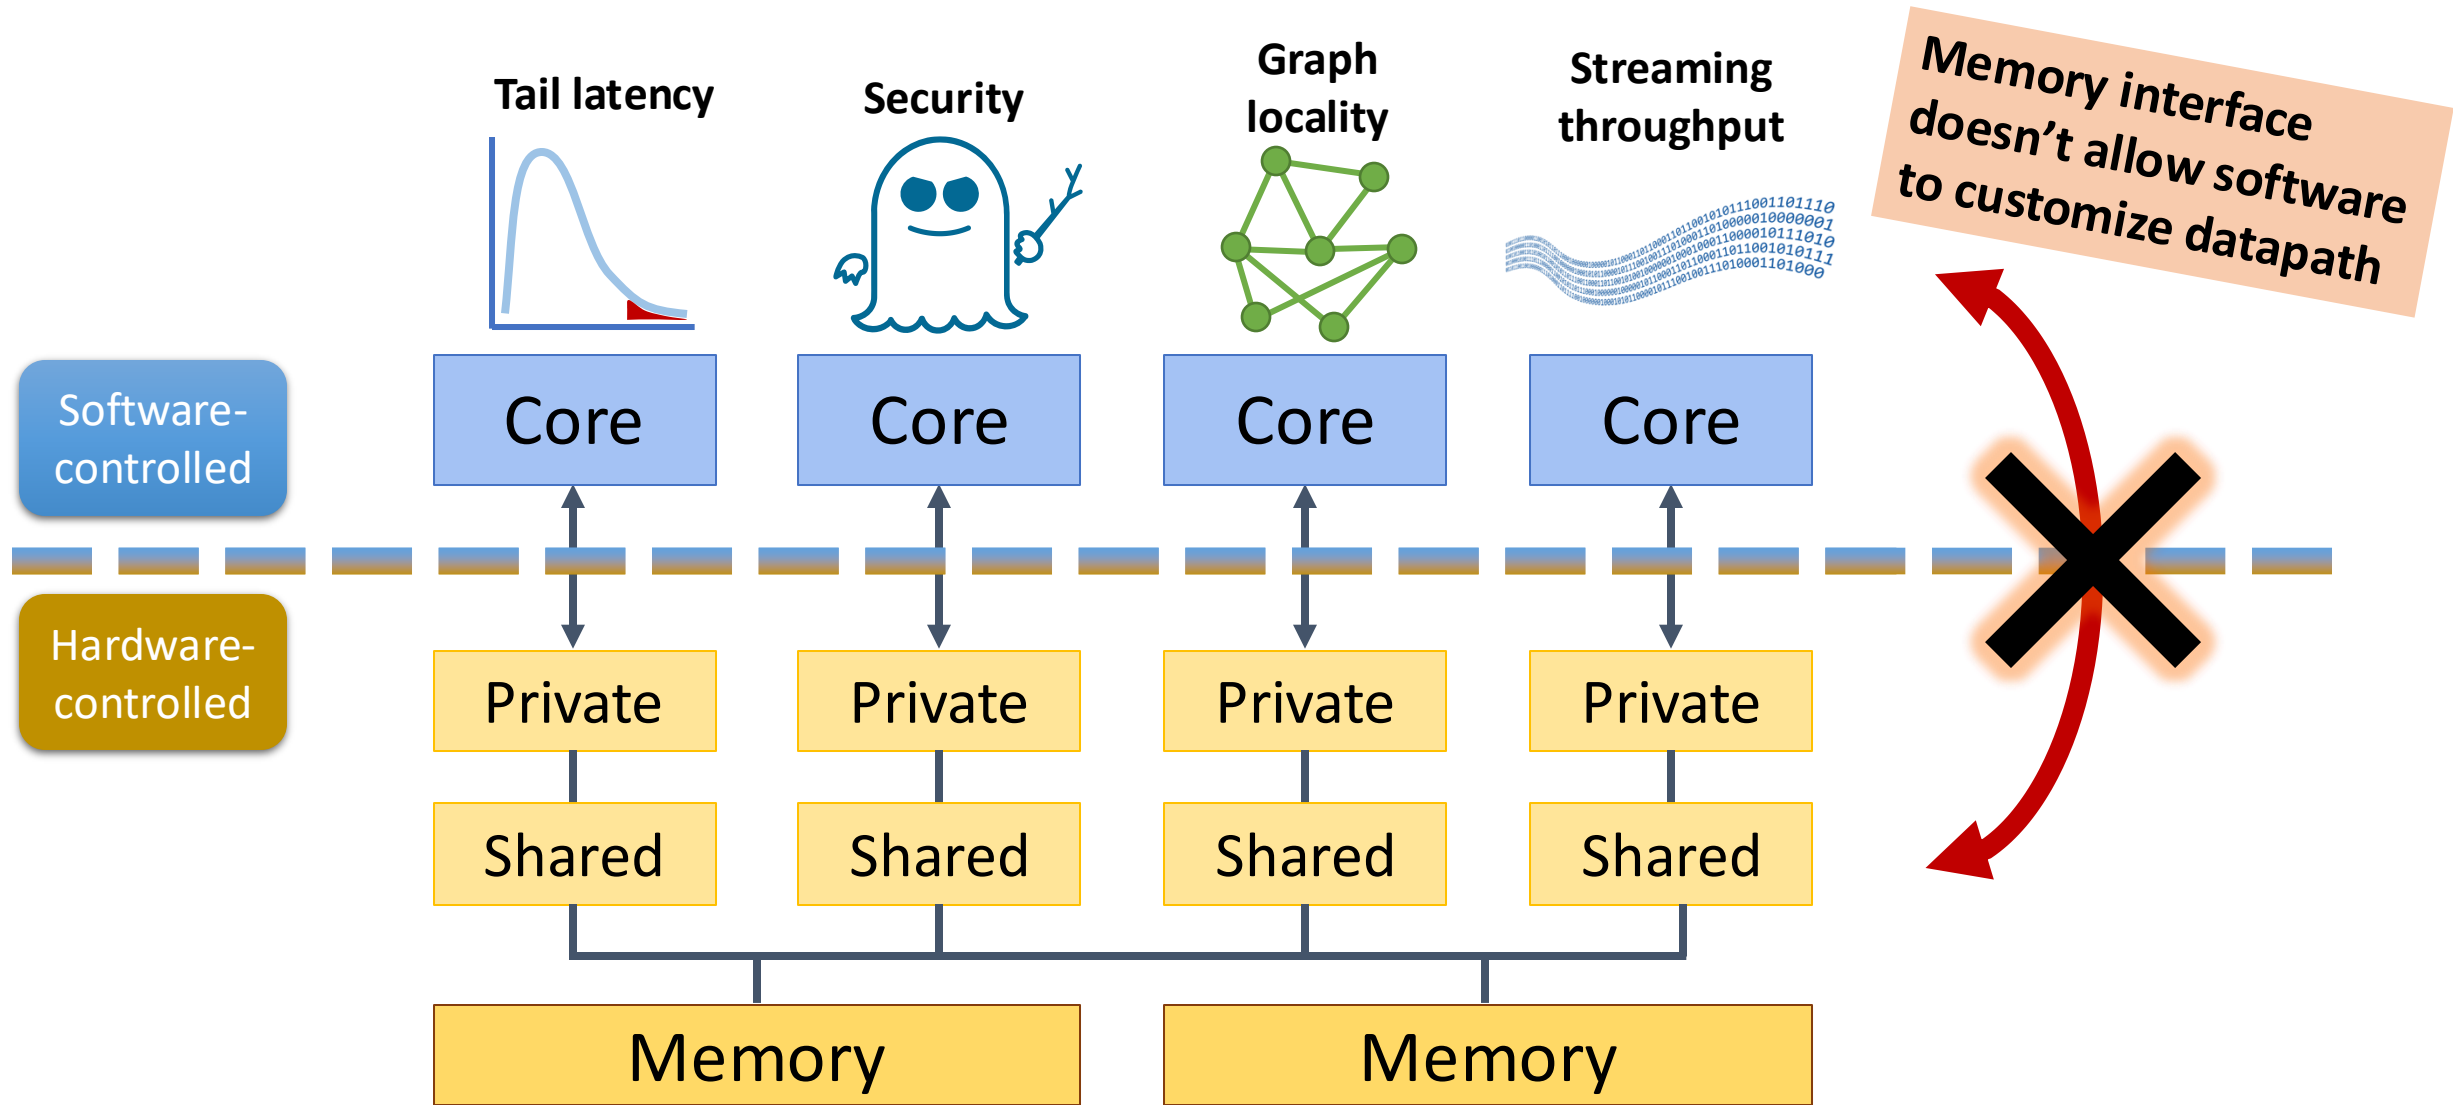 Tail latency
Security
Graph
locality
Streaming
throughput
Memory interface
doesn't allow software
to customize datapath
Software-
controlled
Core
Core
Core
Core
Hardware-
controlled
Private
Private
Private
Private
Shared
Shared
Shared
Shared
Memory
Memory